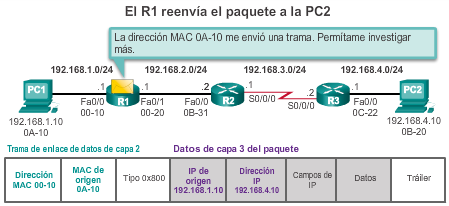 El R1 reenvía el paquete a la PC2
La dirección MAC 0A-10 me envió una trama. Permítame investigar
más.
192.168.1.0/24 192.168.2.0/24 192.168.3.0/24 192.168.4.0/24
.1 .1 .2 .2 .1
PC1 R1 R2 R3 PC2
Fa0/0 Fa0/1 Fa0/0 S0/0/0 S0/0/0 Fa0/0
00-10 00-20 0B-31 0C-22
192.168.1.10 192.168.4.10
0A-10 0B-20
Trama de enlace de datos de capa 2 Datos de capa 3 del paquete
Dirección
MAC 00-10
MAC de
origen
0A-10
Tipo 0x800
IP de
origen
192.168.1.10
Dirección
IP
192.168.4.10
Campos de
IP
Datos
Tráiler